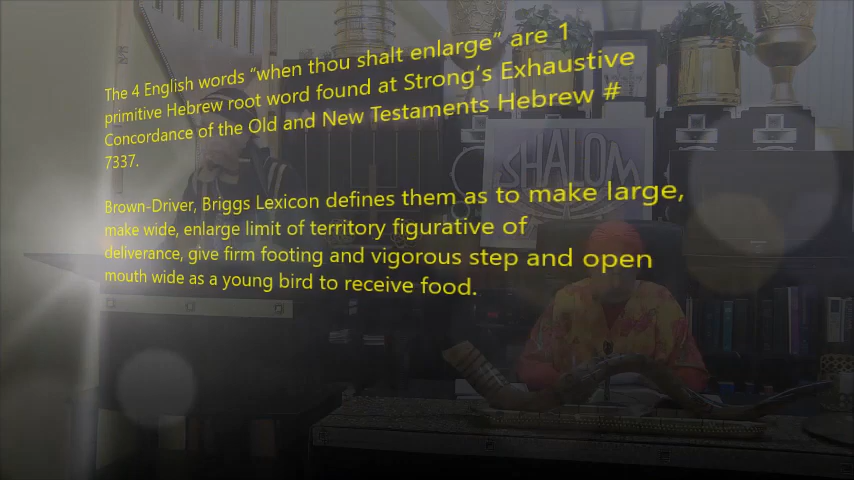 The 4 English words “when thou shalt enlarge” are 1
primitive Hebrew root word found at Strong’s Exhaustive
Concordance of the Old and New Testaments Hebrew #
7337.
Brown-Driver, Briggs Lexicon defines them as to make large,
make wide, enlarge limit of territory figurative of
deliverance, give firm footing and vigorous step and open
mouth wide as a young bird to receive food.
SHALOM